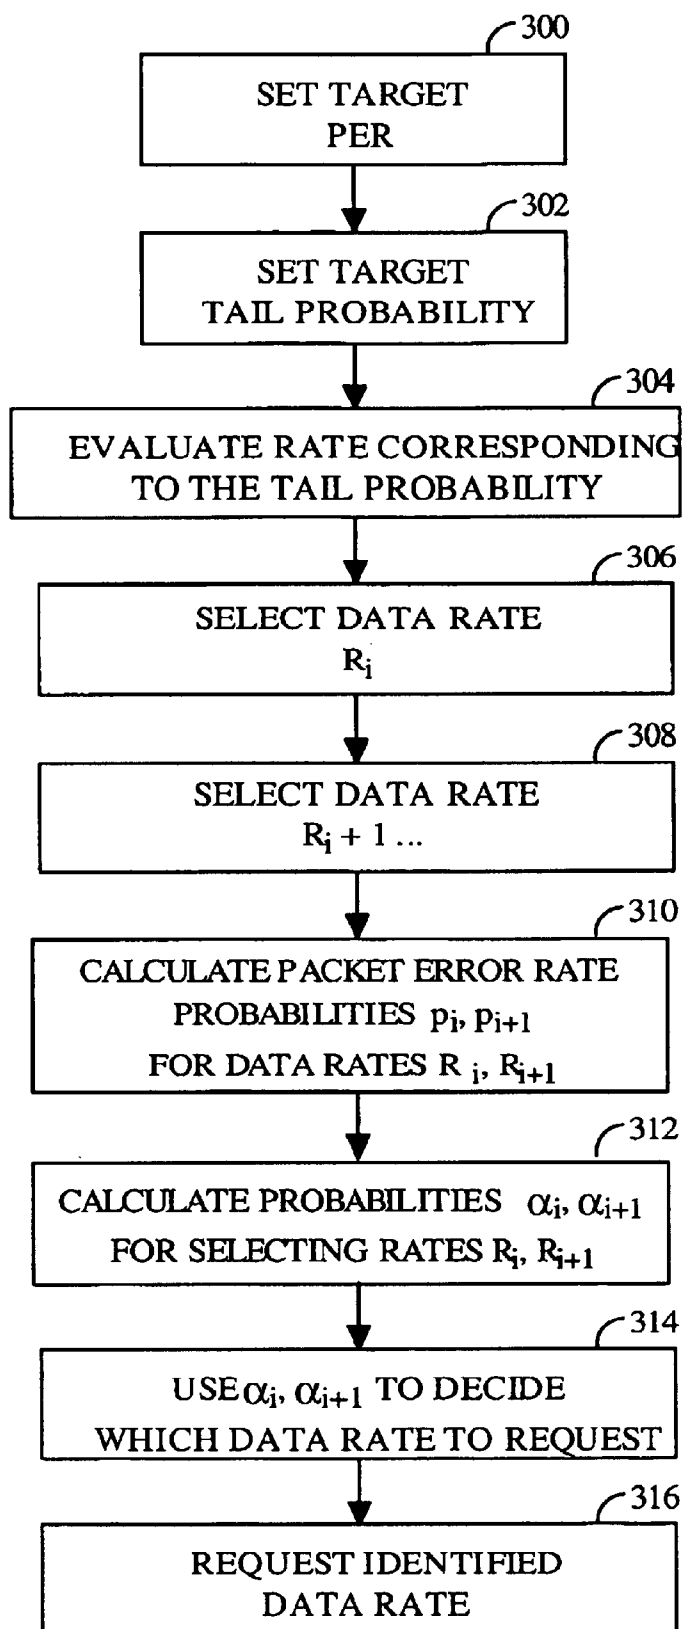 300
SET TARGET
PER
302
SET TARGET
TAIL PROBABILITY
304
EVALUATE RATE CORRESPONDING
TO THE TAIL PROBABILITY
306
SELECT DATA RATE
Ri
308
SELECT DATA RATE
Ri + 1 ...
310
CALCULATE PACKET ERROR RATE
PROBABILITIES pi, pi+1
FOR DATA RATES R i, Ri+1
312
CALCULATE PROBABILITIES αi, αi+1
FOR SELECTING RATES Ri, Ri+1
314
USE αi, αi+1 TO DECIDE
WHICH DATA RATE TO REQUEST
316
REQUEST IDENTIFIED
DATA RATE